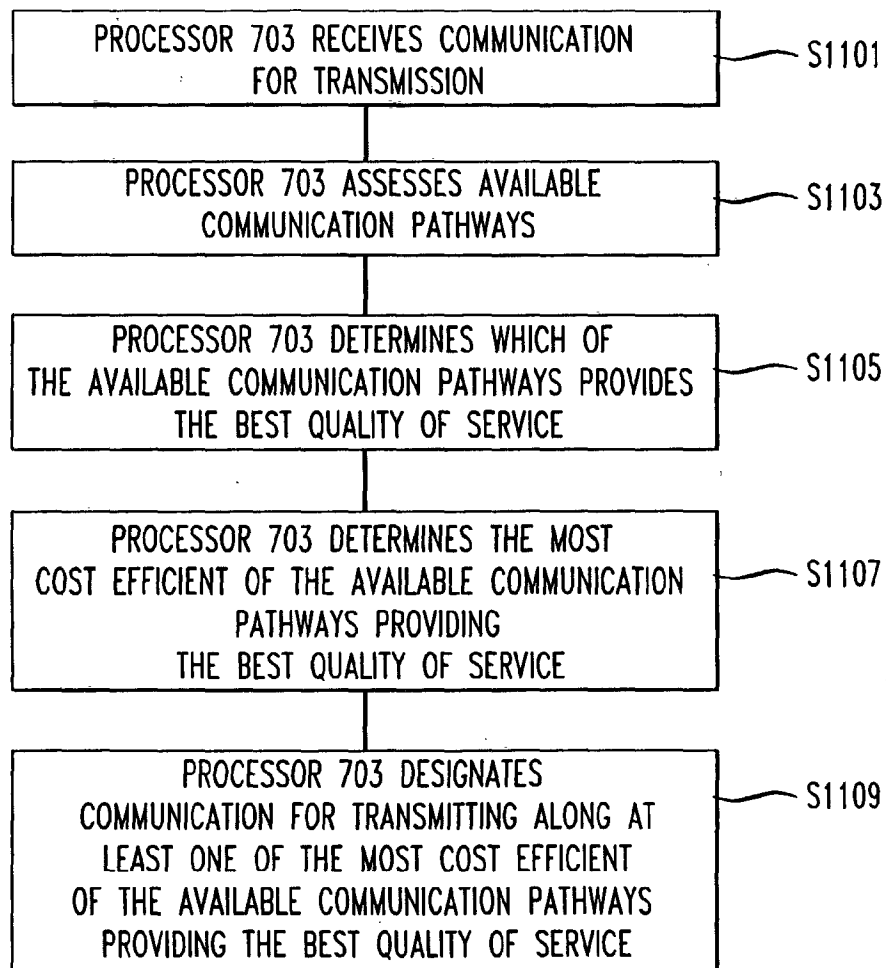 PROCESSOR 703 RECEIVES COMMUNICATION
FOR TRANSMISSION
S1101
PROCESSOR 703 ASSESSES AVAILABLE
COMMUNICATION PATHWAYS
S1103
PROCESSOR 703 DETERMINES WHICH OF
THE AVAILABLE COMMUNICATION PATHWAYS PROVIDES
THE BEST QUALITY OF SERVICE
S1105
PROCESSOR 703 DETERMINES THE MOST
COST EFFICIENT OF THE AVAILABLE COMMUNICATION
PATHWAYS PROVIDING
THE BEST QUALITY OF SERVICE
S1107
PROCESSOR 703 DESIGNATES
COMMUNICATION FOR TRANSMITTING ALONG AT
LEAST ONE OF THE MOST COST EFFICIENT
OF THE AVAILABLE COMMUNICATION PATHWAYS
PROVIDING THE BEST QUALITY OF SERVICE
S1109